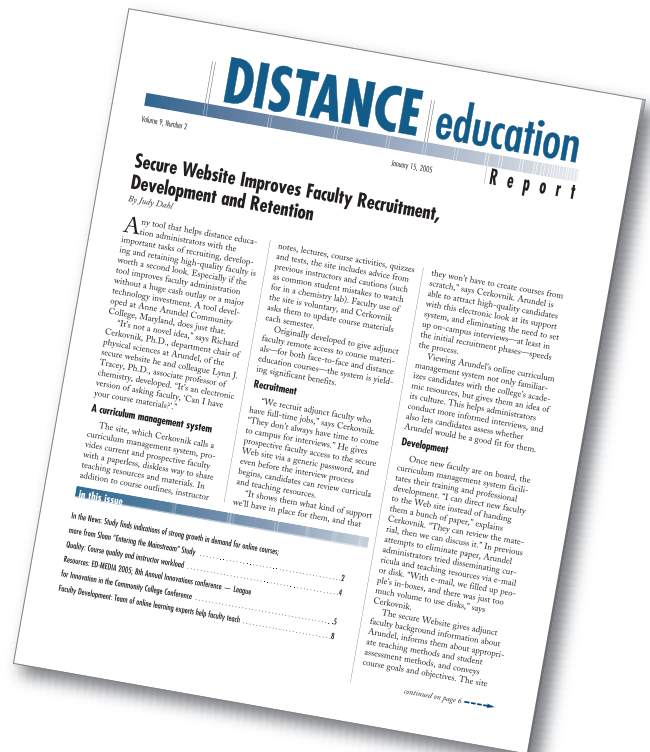 DISTANCE education
Report
Volume 9, Number 2
January 15, 2005
Secure Website Improves Faculty Recruitment,
Development and Retention
By Judy Dahl
Any tool that helps distance educa-
tion administrators with the
important tasks of recruiting, develop-
ing and retaining high-quality faculty is
worth a second look. Especially if the
tool improves faculty administration
without a huge cash outlay or a major
technology investment. A tool devel-
oped at Anne Arundel Community
College, Maryland, does just that.
"It's not a novel idea," says Richard
Cerkovnik, Ph.D., department chair of
physical sciences at Arundel, of the
secure website he and colleague Lynn J.
Tracey, Ph.D., associate professor of
chemistry, developed. "It's an electronic
version of asking faculty, 'Can I have
your course materials?'."
A curriculum management system
The site, which Cerkovnik calls a
curriculum management system, pro-
vides current and prospective faculty
with a paperless, diskless way to share
teaching resources and materials. In
addition to course outlines, instructor
notes, lectures, course activities, quizzes
and tests, the site includes advice from
previous instructors and cautions (such
as common student mistakes to watch
for in a chemistry lab). Faculty use of
the site is voluntary, and Cerkovnik
asks them to update course materials
each semester.
Originally developed to give adjunct
faculty remote access to course materi-
als—for both face-to-face and distance
education courses—the system is yield-
ing significant benefits.
Recruitment
"We recruit adjunct faculty who
have full-time jobs," says Cerkovnik.
"They don't always have time to come
to campus for interviews." He gives
prospective faculty access to the secure
Web site via a generic password, and
even before the interview process
begins, candidates can review curricula
and teaching resources.
"It shows them what kind of support
we'll have in place for them, and that
they won't have to create courses from
scratch," says Cerkovnik. Arundel is
able to attract high-quality candidates
with this electronic look at its support
system, and eliminating the need to set
up on-campus interviews—at least in
the initial recruitment phases—speeds
the process.
Viewing Arundel's online curriculum
management system not only familiar-
izes candidates with the college's acade-
mic resources, but gives them an idea of
its culture. This helps administrators
conduct more informed interviews, and
also lets candidates assess whether
Arundel would be a good fit for them.
Development
Once new faculty are on board, the
curriculum management system facili-
tates their training and professional
development. "I can direct new faculty
to the Web site instead of handing
them a bunch of paper," explains
Cerkovnik. "They can review the mate-
rial, then we can discuss it." In previous
attempts to eliminate paper, Arundel
administrators tried disseminating cur-
ricula and teaching resources via e-mail
or disk. "With e-mail, we filled up peo-
ple's in-boxes, and there was just too
much volume to use disks," says
Cerkovnik.
The secure Website gives adjunct
faculty background information about
Arundel, informs them about appropri-
ate teaching methods and student
assessment methods, and conveys
course goals and objectives. The site
continued on page 6
in this issue
In the News: Study finds indications of strong growth in demand for online courses;
more from Sloan "Entering the Mainstream" Study ..........2
Quality: Course quality and instructor workload ..........4
Resources: ED-MEDIA 2005; 8th Annual Innovations conference — League
for Innovation in the Community College Conference ..........5
Faculty Development: Team of online learning experts help faculty teach ..........8